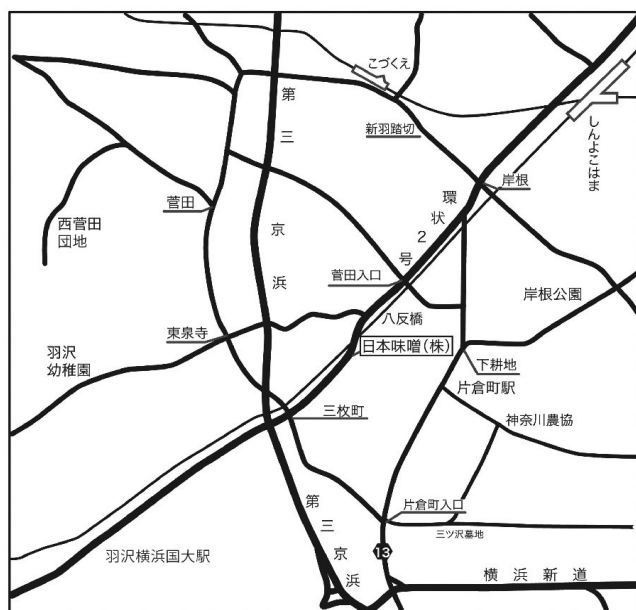 こづくえ
第三京浜
新羽踏切
しんよこはま
岸根
環状2号
菅田
西菅田
団地
菅田入口
岸根公園
八反橋
東泉寺
日本味噌(株)
羽沢
幼稚園
下耕地
片倉町駅
三枚町
神奈川農協
第三京浜
片倉町入口
三ツ沢墓地
羽沢横浜国大駅
13
横浜新道